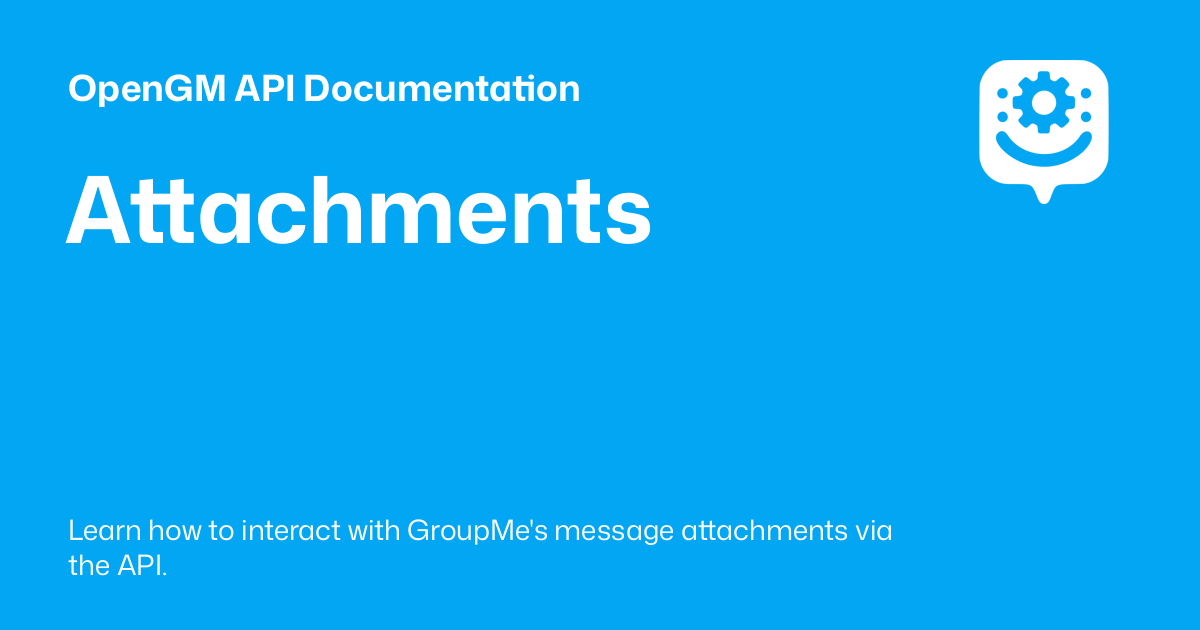 OpenGM API Documentation
Attachments
Learn how to interact with GroupMe's message attachments via
the API.